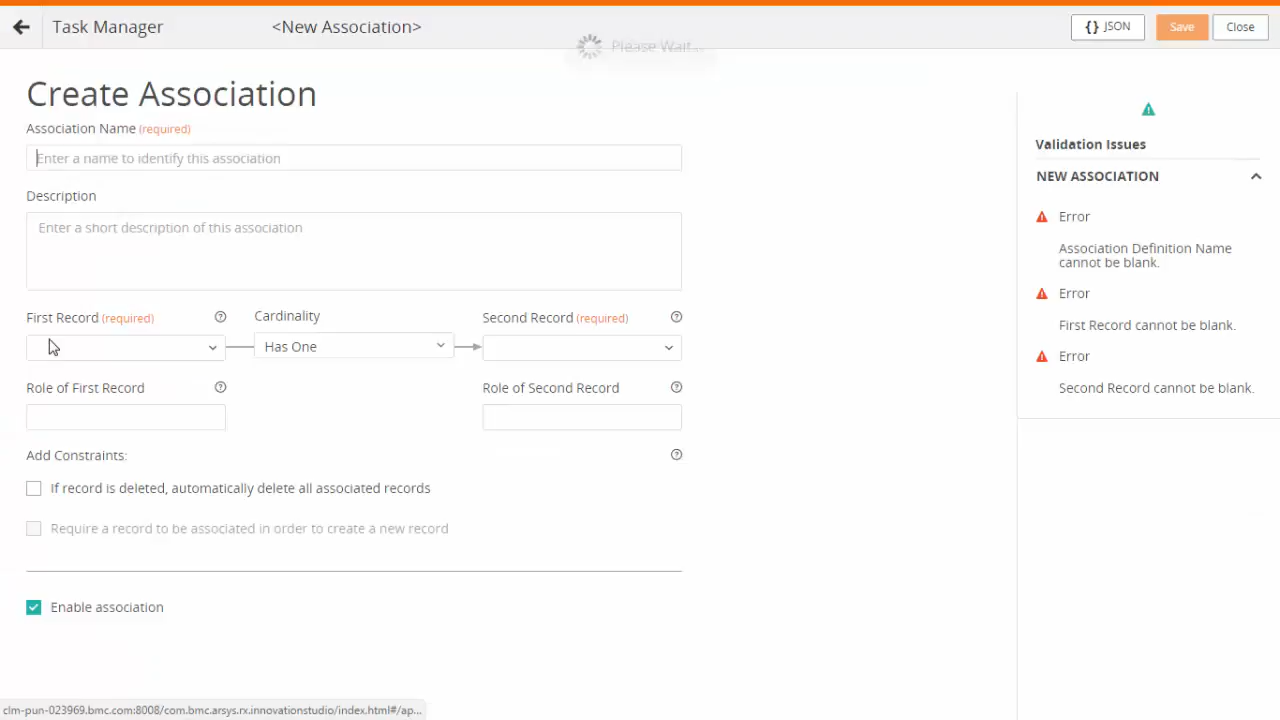 Task Manager
<New Association>
Please Wait...
{} JSON
Save
Close
Create Association
Association Name (required)
Enter a name to identify this association
Description
Enter a short description of this association
First Record (required)
Cardinality
Second Record (required)
Has One
Role of First Record
Role of Second Record
Add Constraints:
If record is deleted, automatically delete all associated records
Require a record to be associated in order to create a new record
Enable association
Validation Issues
NEW ASSOCIATION
Error
Association Definition Name
cannot be blank.
Error
First Record cannot be blank.
Error
Second Record cannot be blank.
clm-pun-023969.bmc.com:8008/com.bmc.arsys.rx.innovationstudio/index.html#/ap...